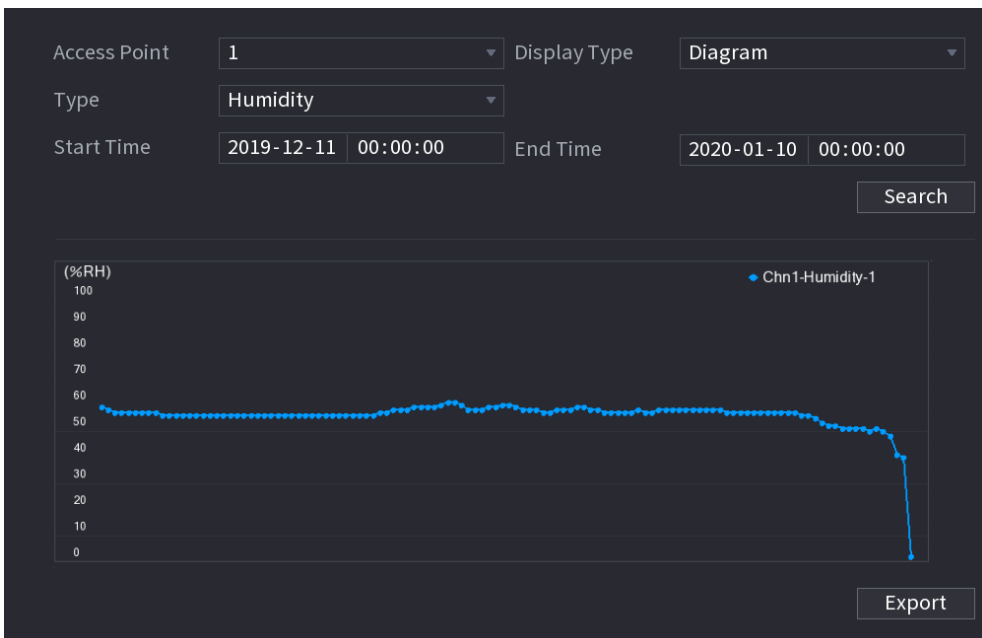 Access Point 1 Display Type Diagram
Type Humidity
Start Time 2019-12-11 00:00:00 End Time 2020-01-10 00:00:00
Search
(%RH) Chn1-Humidity-1
100
90
80
70
60
50
40
30
20
10
0
Export